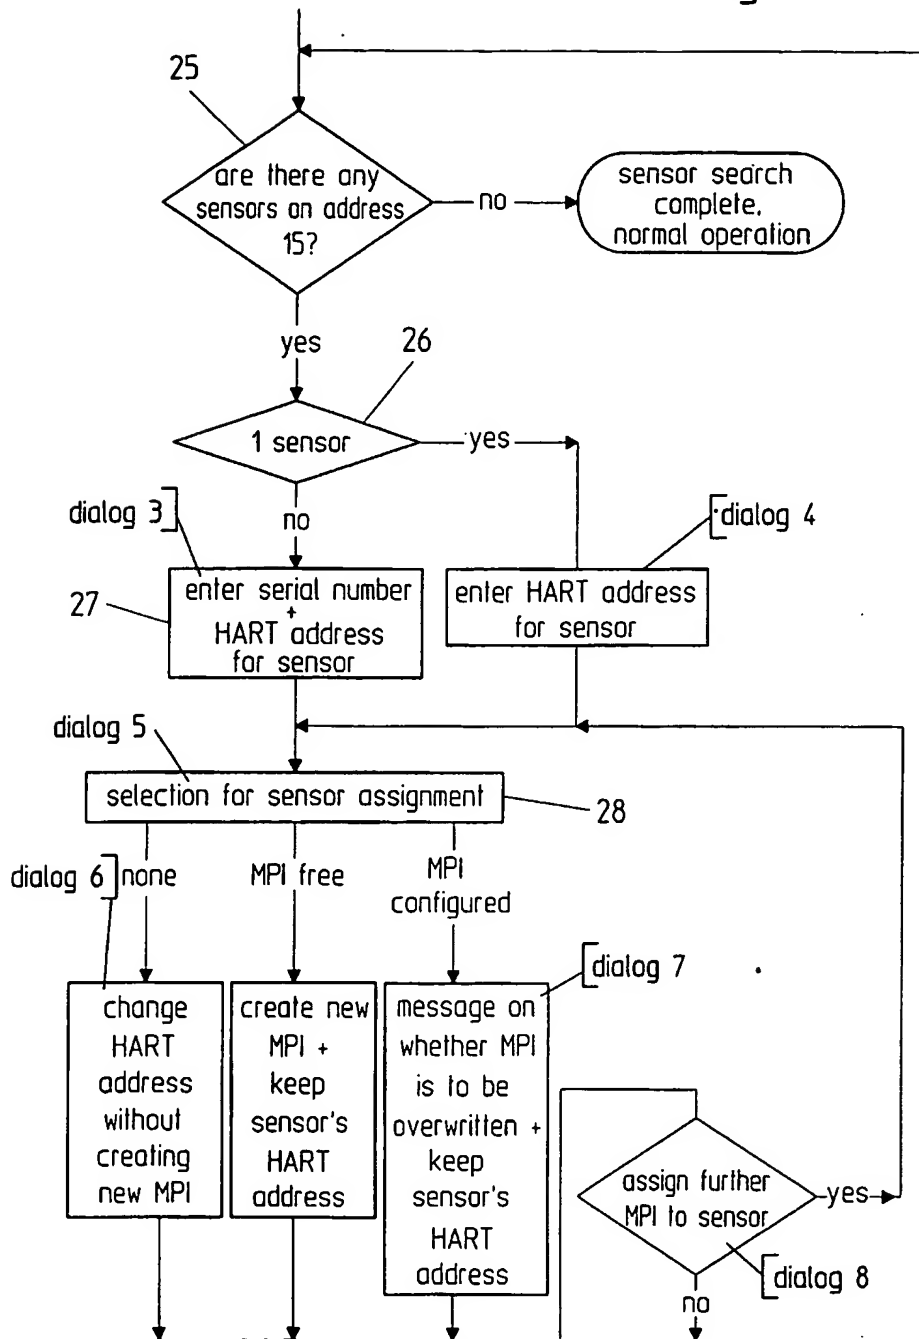 25
are there any
sensors on address
15?
no
sensor search
complete,
normal operation
yes
26
1 sensor
yes
dialog 3
no
dialog 4
27
enter serial number
+
HART address
for sensor
enter HART address
for sensor
dialog 5
selection for sensor assignment
28
dialog 6
none
MPI free
MPI
configured
dialog 7
change
HART
address
without
creating
new MPI
create new
MPI +
keep
sensor's
HART
address
message on
whether MPI
is to be
overwritten +
keep
sensor's
HART
address
assign further
MPI to sensor
yes
dialog 8
no